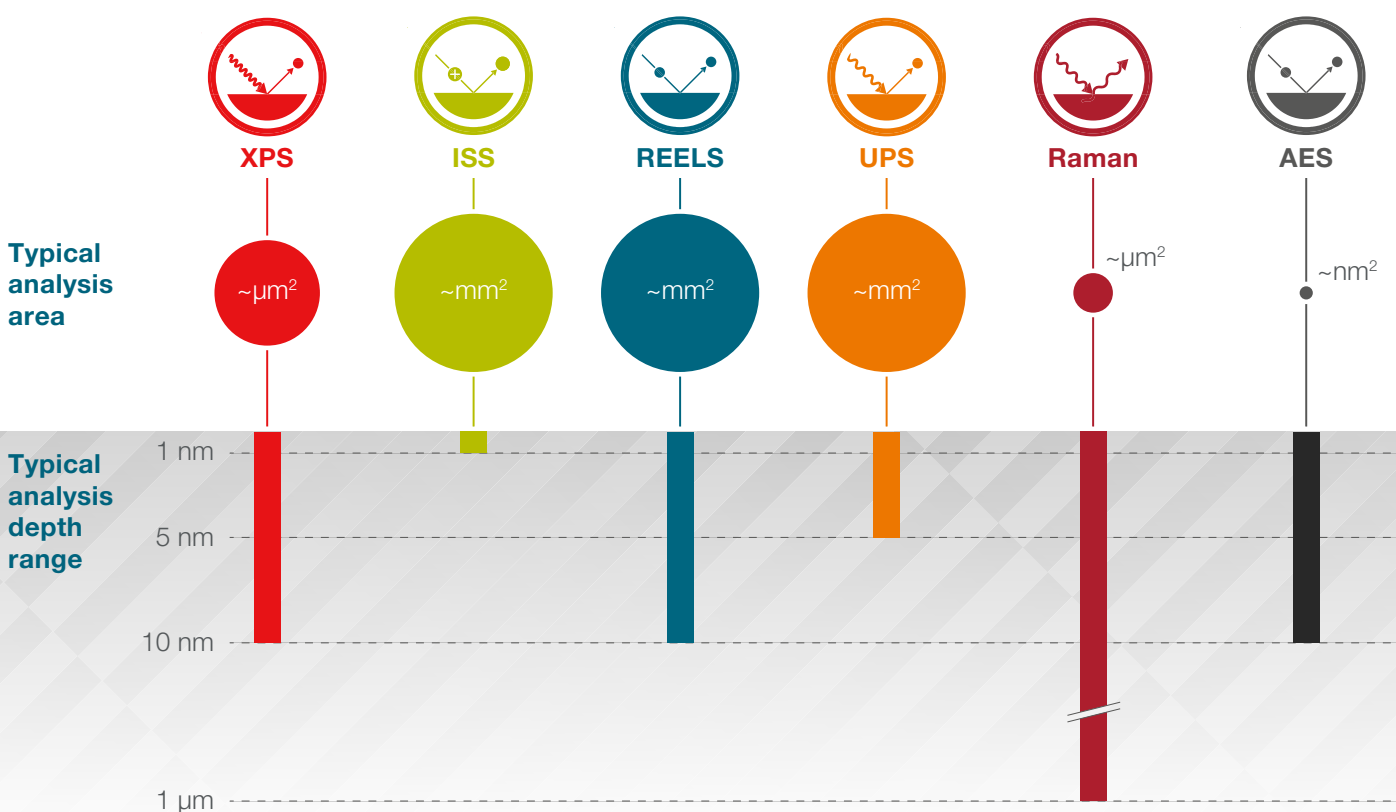 XPS
ISS
REELS
UPS
Raman
AES
Typical
analysis
area
~µm²
~mm²
~mm²
~mm²
~µm²
~nm²
Typical
analysis
depth
range
1 nm
5 nm
10 nm
1 µm